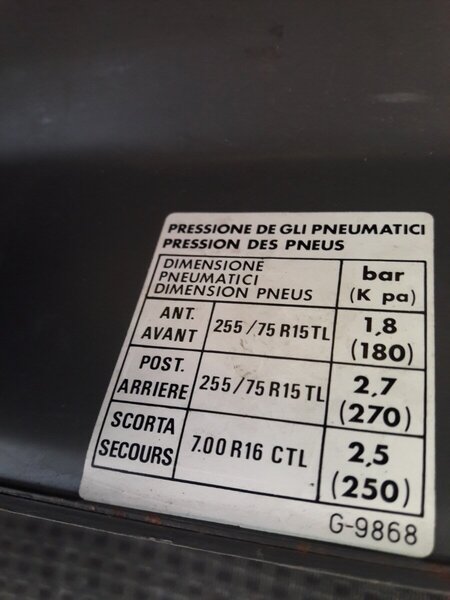 PRESSIONE DE GLI PNEUMATICI
PRESSION DES PNEUS
DIMENSIONE
PNEUMATICI
DIMENSION PNEUS
bar
(K pa)
ANT.
AVANT
255/75 R15TL
1,8
(180)
POST.
ARRIERE
255/75 R15 TL
2,7
(270)
SCORTA
SECOURS
7.00 R16 CTL
2,5
(250)
G-9868